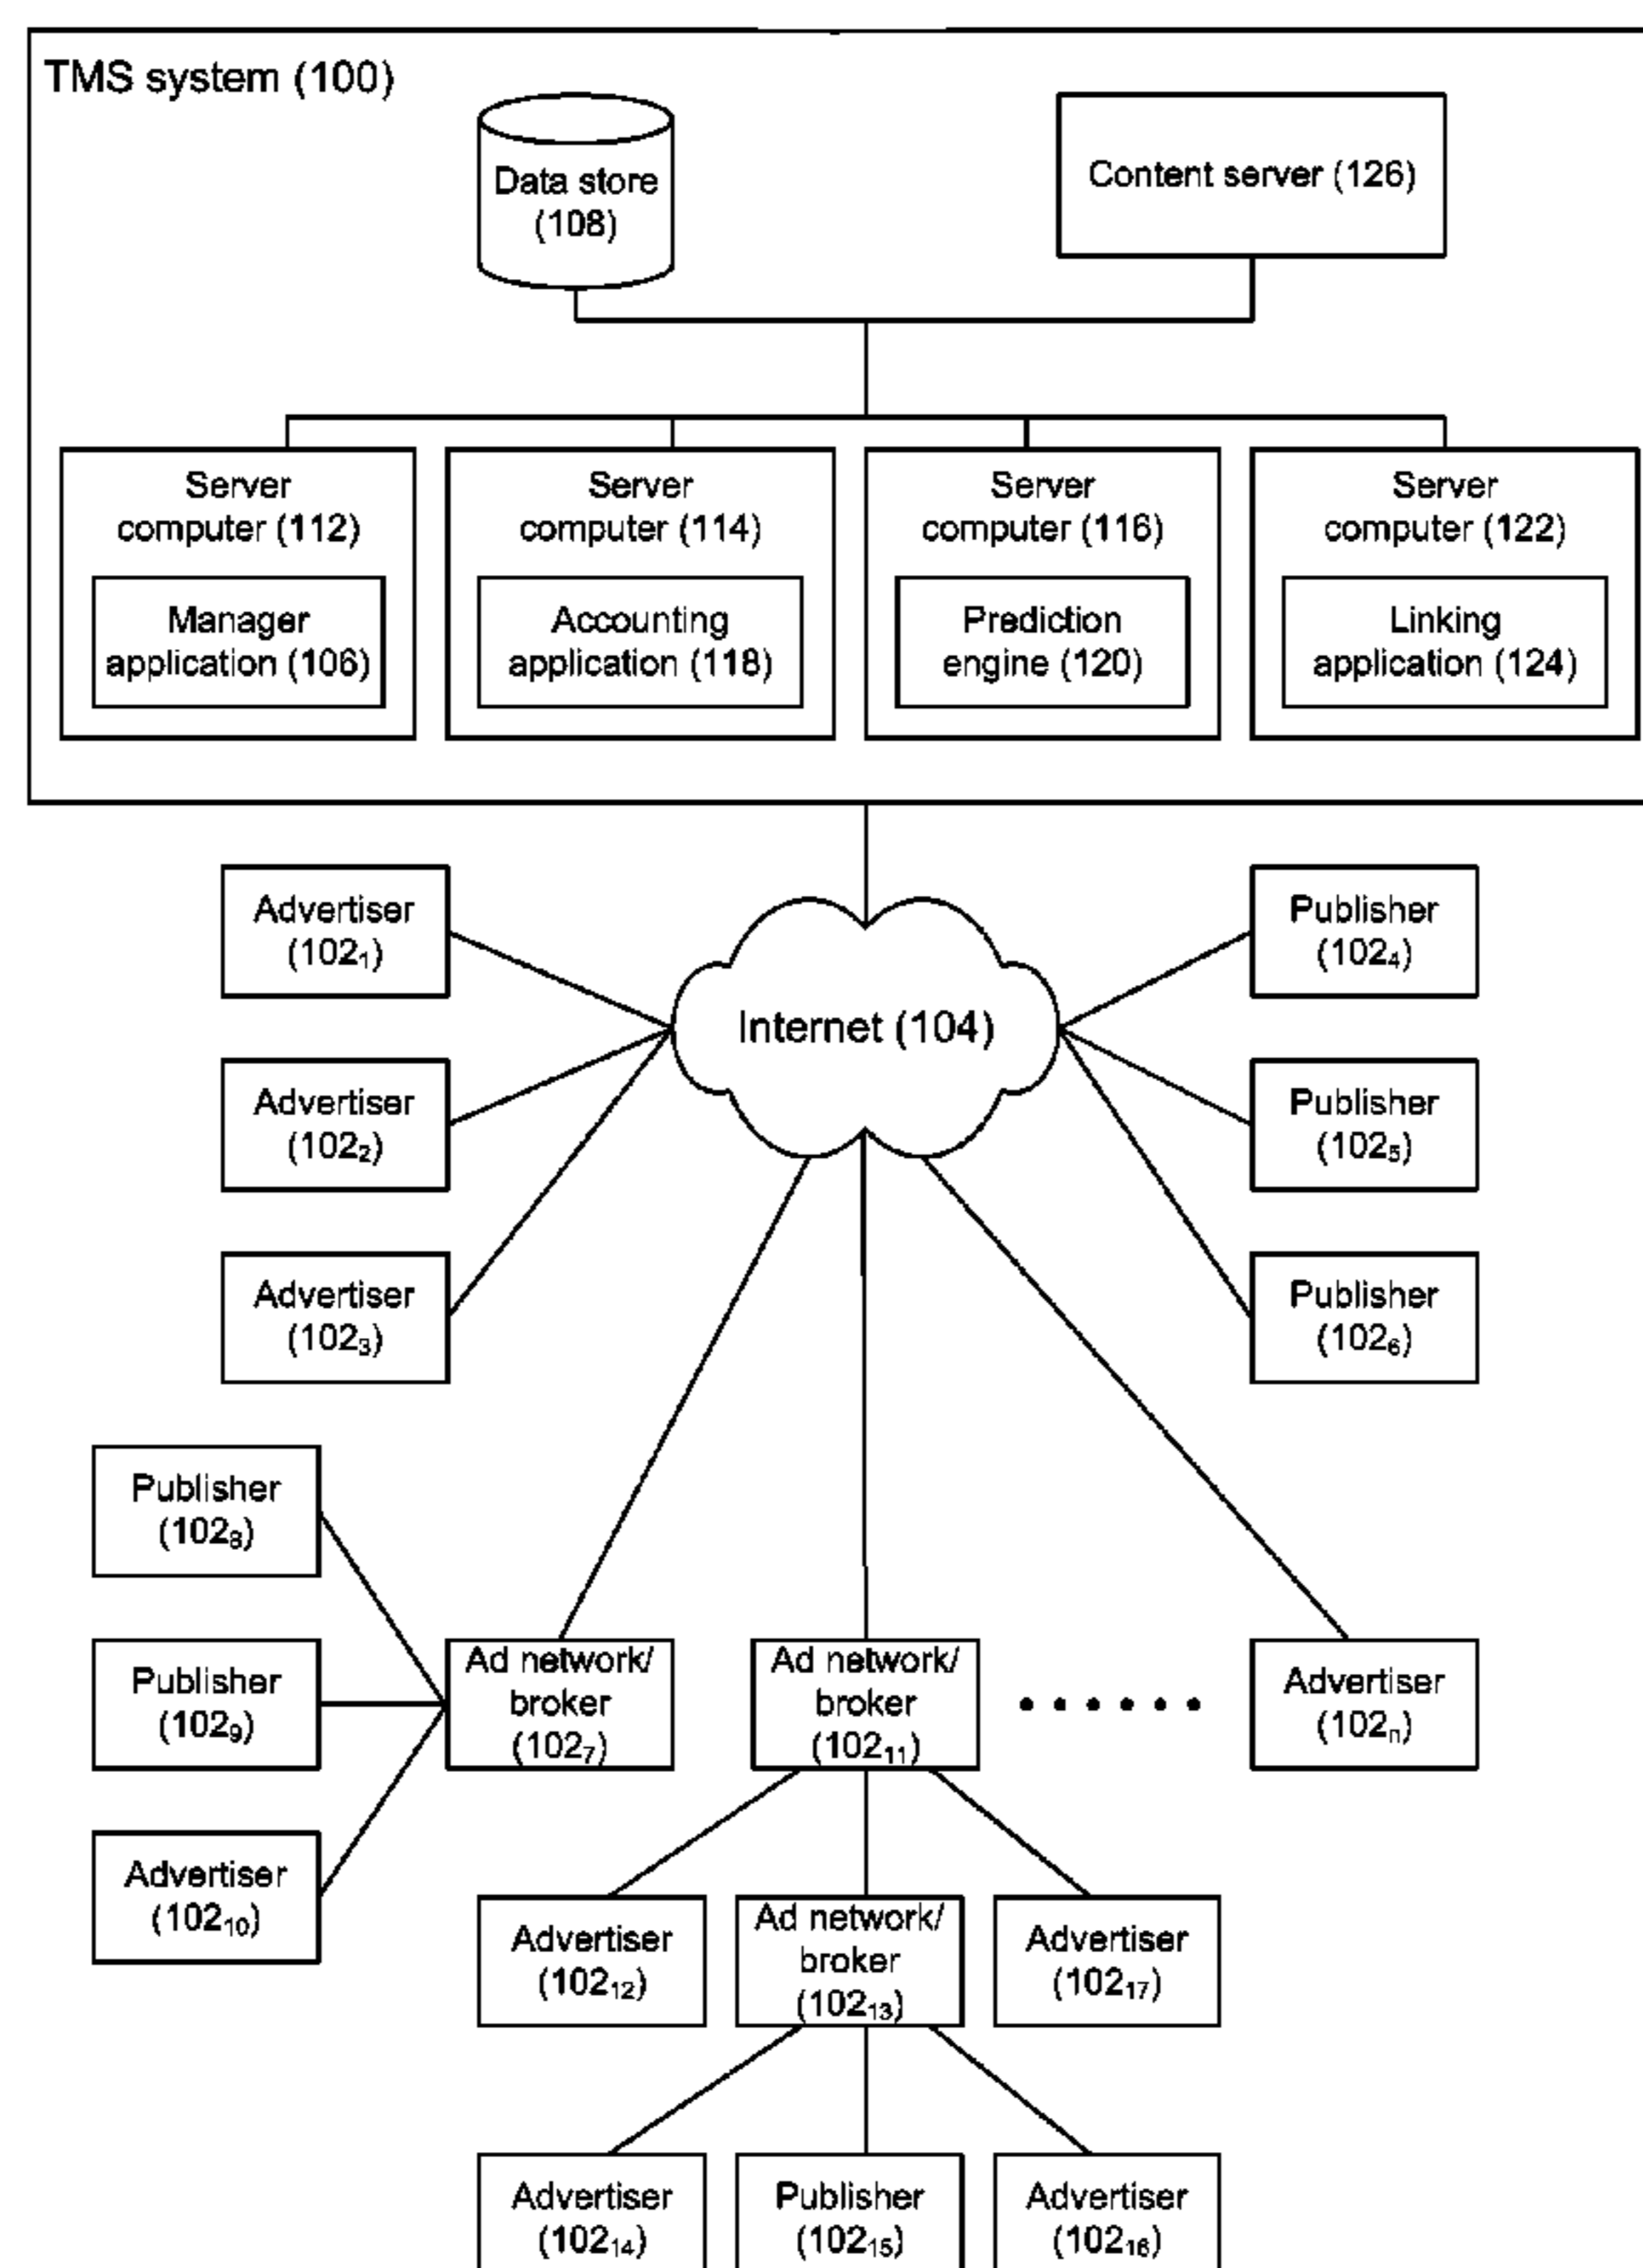 TMS system (100)
Data store
(108)
Content server (126)
Server
computer (112)
Manager
application (106)
Server
computer (114)
Accounting
application (118)
Server
computer (116)
Prediction
engine (120)
Server
computer (122)
Linking
application (124)
Internet (104)
Advertiser
(102₁)
Advertiser
(102₂)
Advertiser
(102₃)
Publisher
(102₄)
Publisher
(102₅)
Publisher
(102₆)
Publisher
(102₈)
Publisher
(102₉)
Advertiser
(102₁₀)
Ad network/
broker
(102₇)
Ad network/
broker
(102₁₁)
Advertiser
(102ₙ)
Advertiser
(102₁₂)
Ad network/
broker
(102₁₃)
Advertiser
(102₁₇)
Advertiser
(102₁₄)
Publisher
(102₁₅)
Advertiser
(102₁₆)